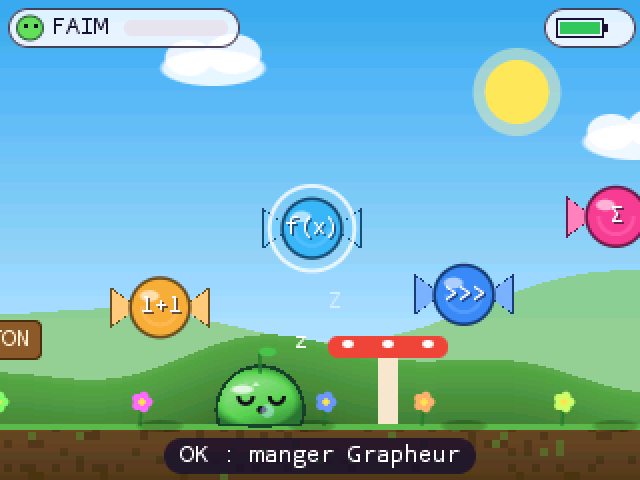 FAIM
f(x)
Σ
1+1
>>>
Z
z
TON
OK : manger Grapheur